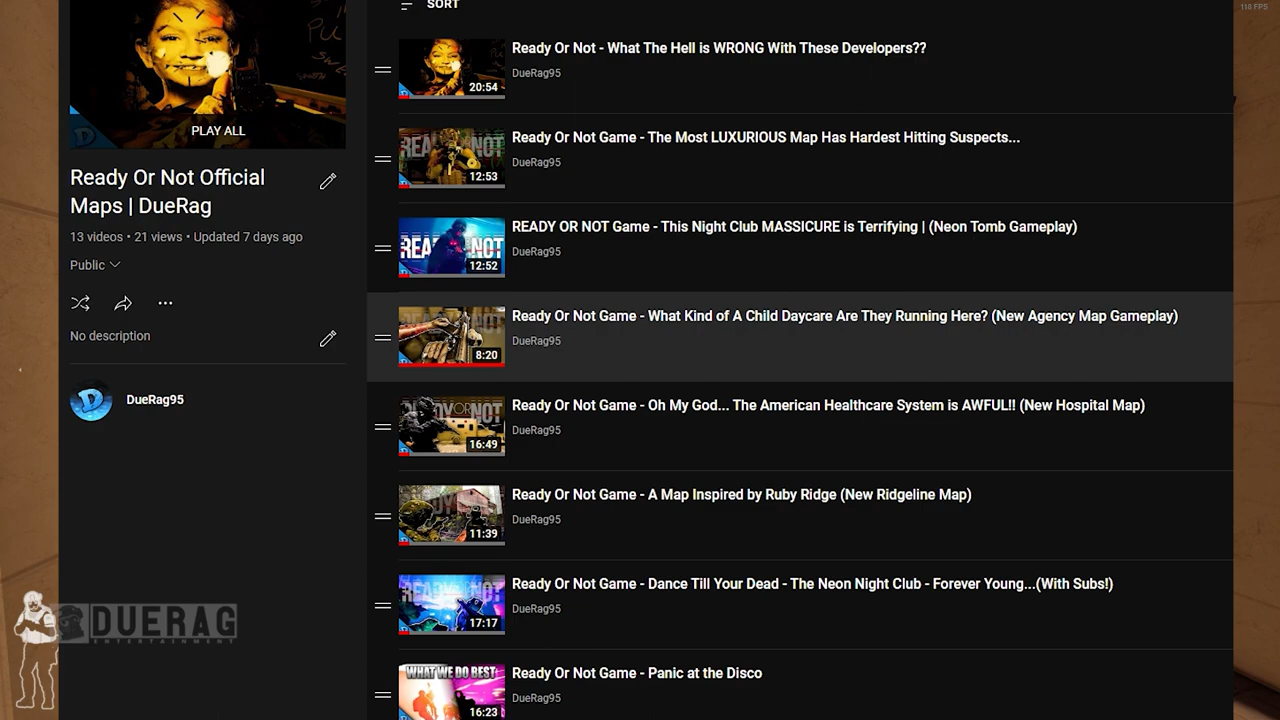 SORT
116 FPS
PLAY ALL
Ready Or Not Official
Maps | DueRag
13 videos • 21 views • Updated 7 days ago
Public
No description
DueRag95
Ready Or Not - What The Hell is WRONG With These Developers??
DueRag95
20:54
Ready Or Not Game - The Most LUXURIOUS Map Has Hardest Hitting Suspects...
DueRag95
READY NOT
12:53
READY OR NOT Game - This Night Club MASSICURE is Terrifying | (Neon Tomb Gameplay)
DueRag95
12:52
Ready Or Not Game - What Kind of A Child Daycare Are They Running Here? (New Agency Map Gameplay)
DueRag95
8:20
Ready Or Not Game - Oh My God... The American Healthcare System is AWFUL!! (New Hospital Map)
DueRag95
16:49
Ready Or Not Game - A Map Inspired by Ruby Ridge (New Ridgeline Map)
DueRag95
11:39
Ready Or Not Game - Dance Till Your Dead - The Neon Night Club - Forever Young...(With Subs!)
DueRag95
17:17
Ready Or Not Game - Panic at the Disco
DueRag95
WHAT WE DO BEST
16:23
DUERAG
ENTERTAINMENT